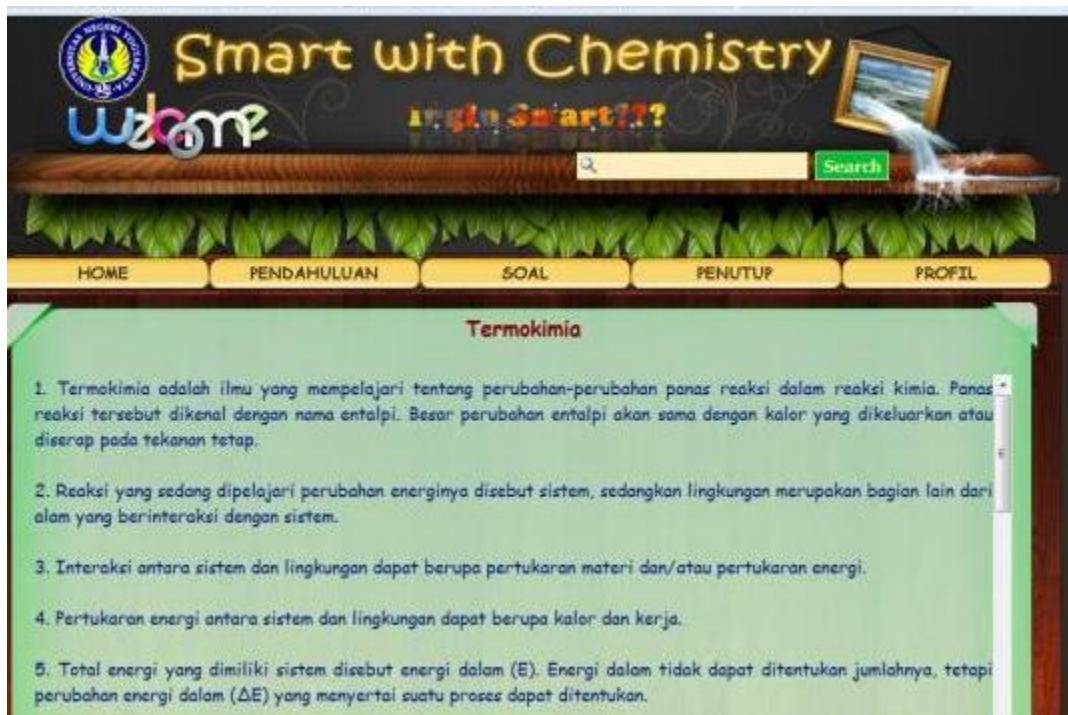 UNIVERSITAS NEGERI YOGYAKARTA
Smart with Chemistry
Welcome
ingin Smart???
Search
HOME PENDAHULUAN SOAL PENUTUP PROFIL
Termokimia
1. Termokimia adalah ilmu yang mempelajari tentang perubahan-perubahan panas reaksi dalam reaksi kimia. Panas
reaksi tersebut dikenal dengan nama entalpi. Besar perubahan entalpi akan sama dengan kalor yang dikeluarkan atau
diserap pada tekanan tetap.
2. Reaksi yang sedang dipelajari perubahan energinya disebut sistem, sedangkan lingkungan merupakan bagian lain dari
alam yang berinteraksi dengan sistem.
3. Interaksi antara sistem dan lingkungan dapat berupa pertukaran materi dan/atau pertukaran energi.
4. Pertukaran energi antara sistem dan lingkungan dapat berupa kalor dan kerja.
5. Total energi yang dimiliki sistem disebut energi dalam (E). Energi dalam tidak dapat ditentukan jumlahnya, tetapi
perubahan energi dalam (ΔE) yang menyertai suatu proses dapat ditentukan.